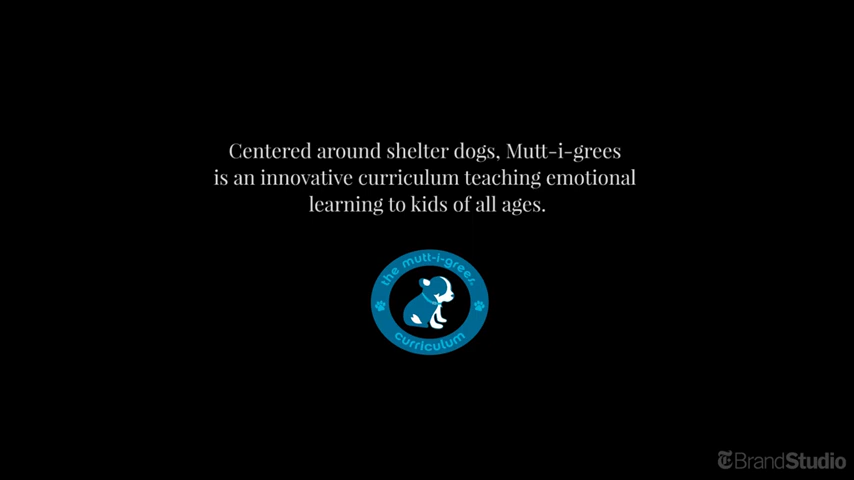 Centered around shelter dogs, Mutt-i-grees
is an innovative curriculum teaching emotional
learning to kids of all ages.
the mutt-i-grees®
curriculum
TBrandStudio